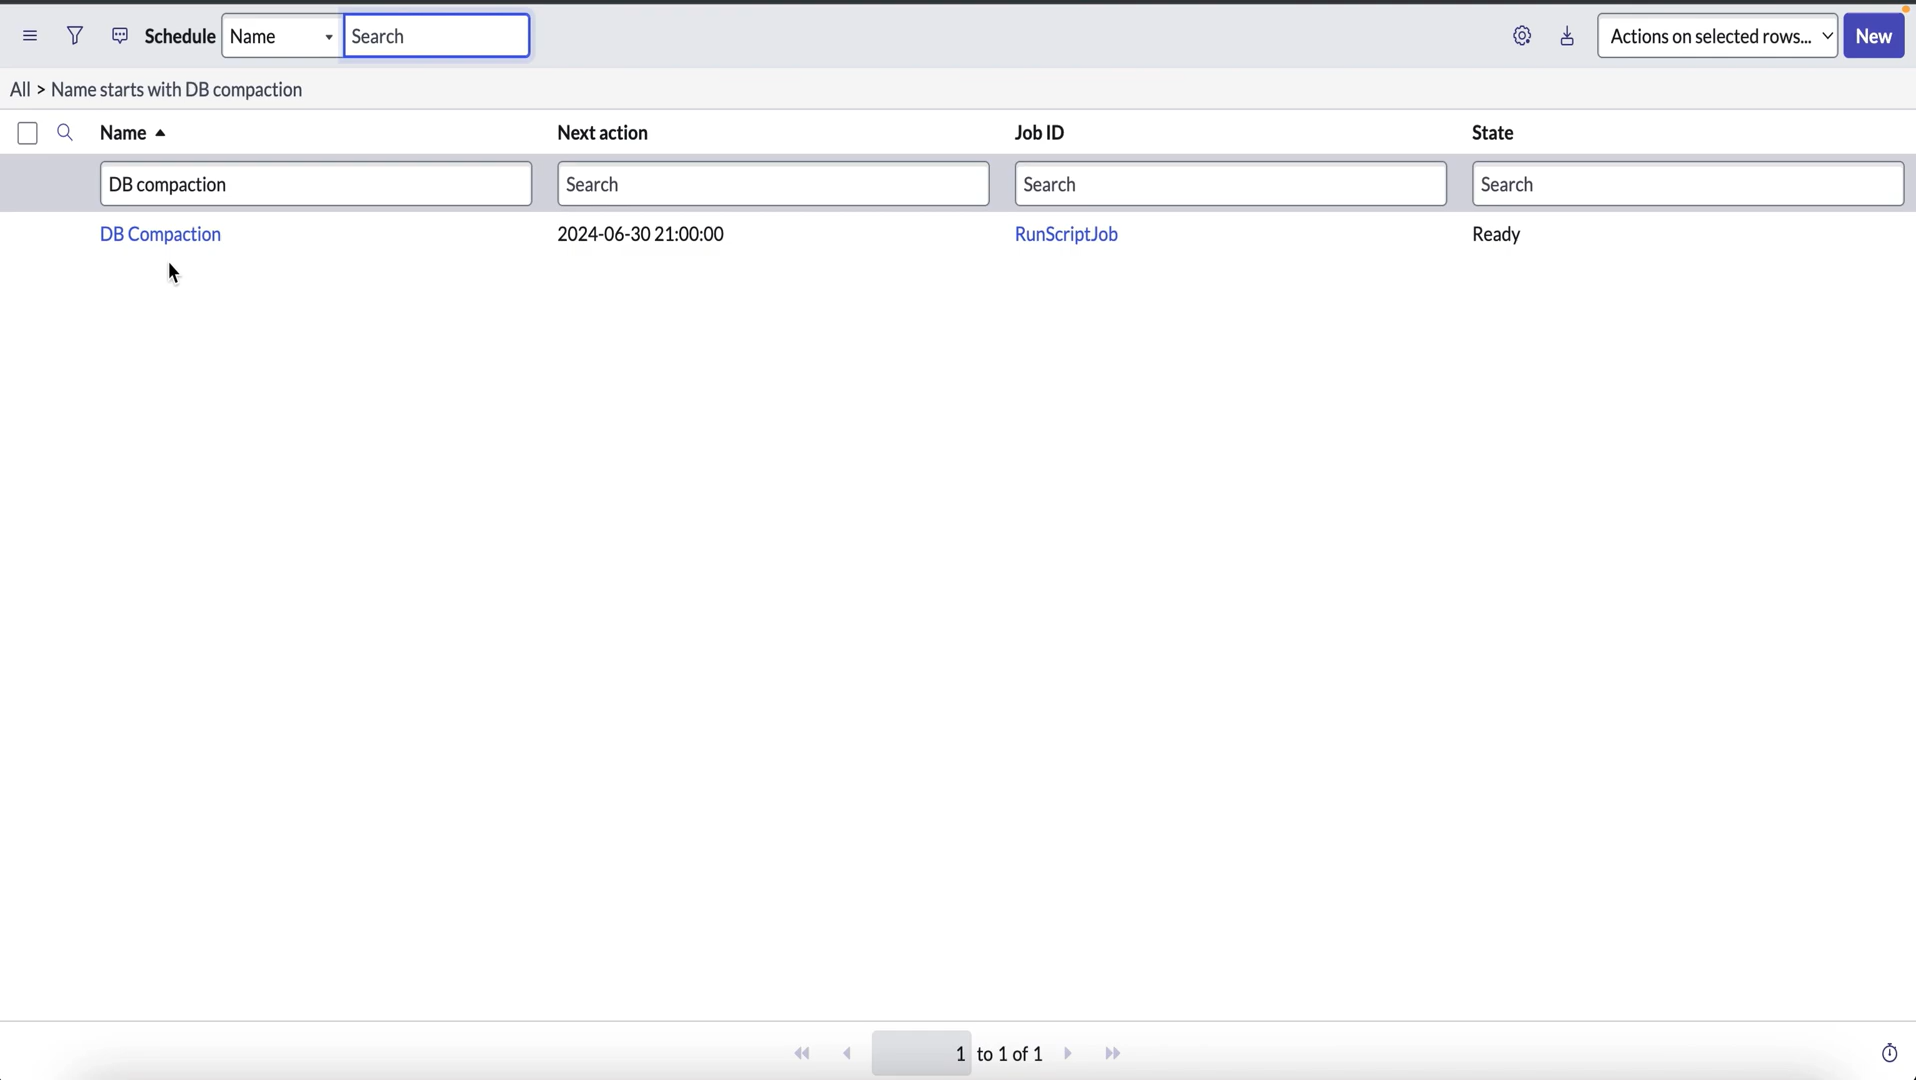 Schedule Name Search Actions on selected rows... New
All > Name starts with DB compaction
Name Next action Job ID State
DB compaction Search Search Search
DB Compaction 2024-06-30 21:00:00 RunScriptJob Ready
1 to 1 of 1